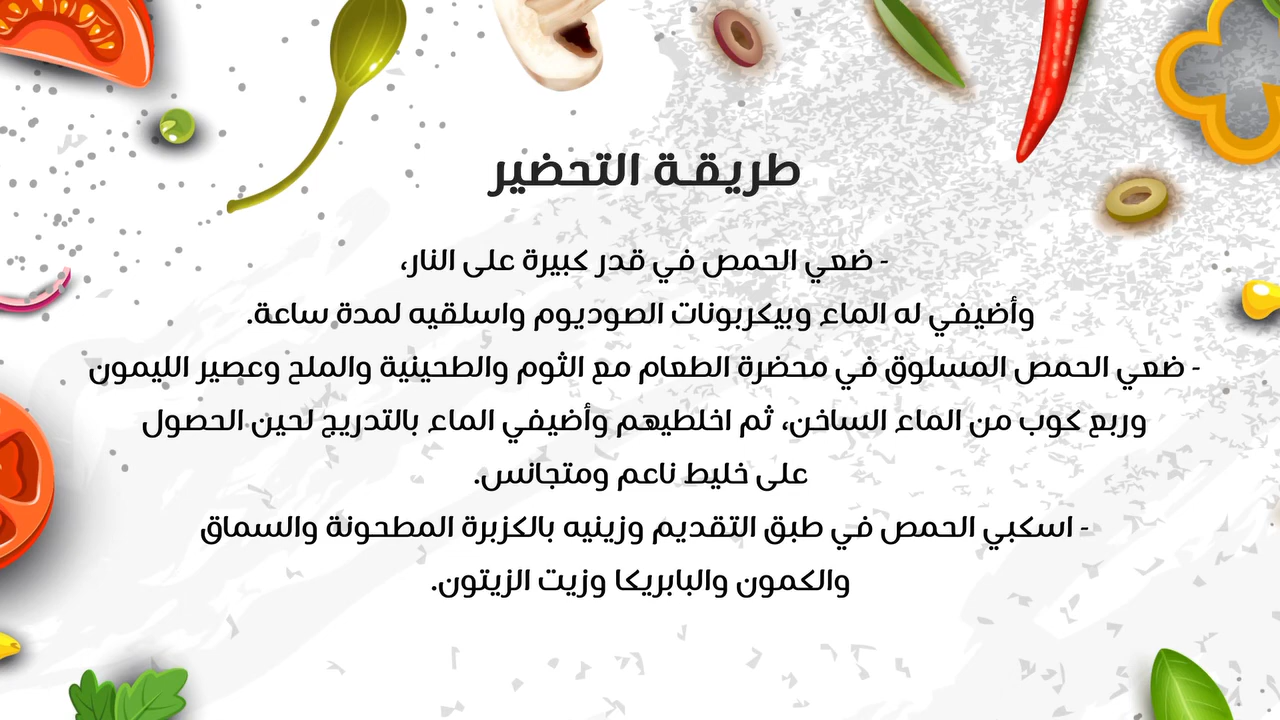 طريقة التحضير
- ضعي الحمص في قدر كبيرة على النار،
وأضيفي له الماء وبيكربونات الصوديوم واسلقيه لمدة ساعة.
- ضعي الحمص المسلوق في محضرة الطعام مع الثوم والطحينية والملح وعصير الليمون
وربع كوب من الماء الساخن، ثم اخلطيهم وأضيفي الماء بالتدريج لحين الحصول
على خليط ناعم ومتجانس.
- اسكبي الحمص في طبق التقديم وزينيه بالكزبرة المطحونة والسماق
والكمون والبابريكا وزيت الزيتون.